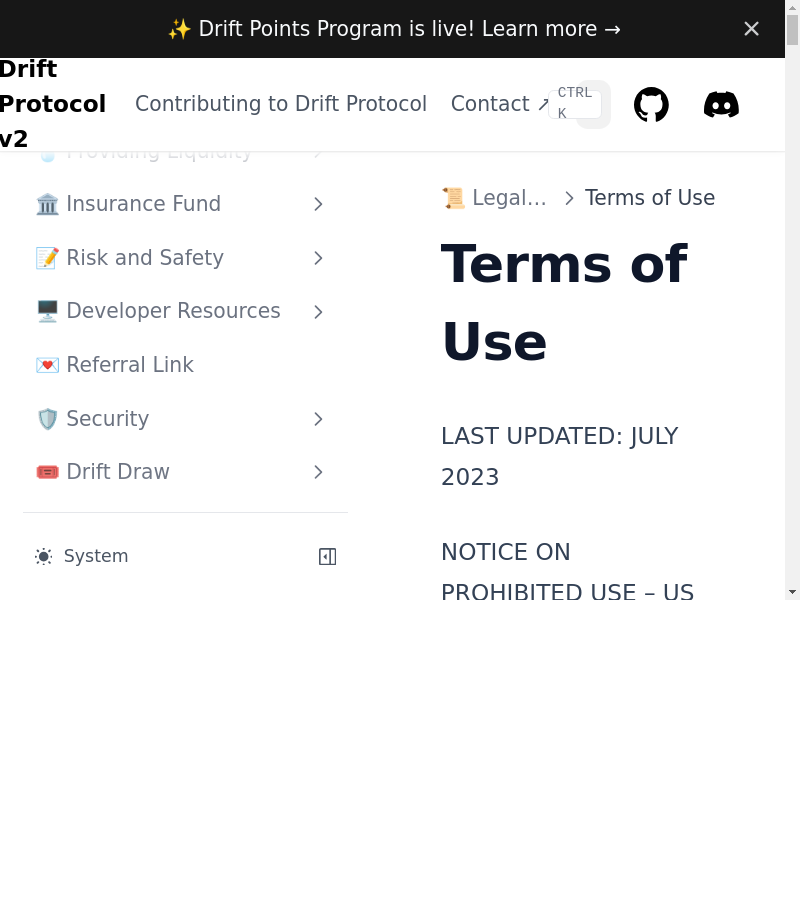 ✨ Drift Points Program is live! Learn more →
Drift
Protocol
v2
Contributing to Drift Protocol
Contact ↗
CTRL
K
Providing Liquidity
🏛️ Insurance Fund
📝 Risk and Safety
🖥️ Developer Resources
💌 Referral Link
🛡️ Security
🎟️ Drift Draw
System
📜 Legal… > Terms of Use
Terms of
Use
LAST UPDATED: JULY
2023
NOTICE ON
PROHIBITED USE – US